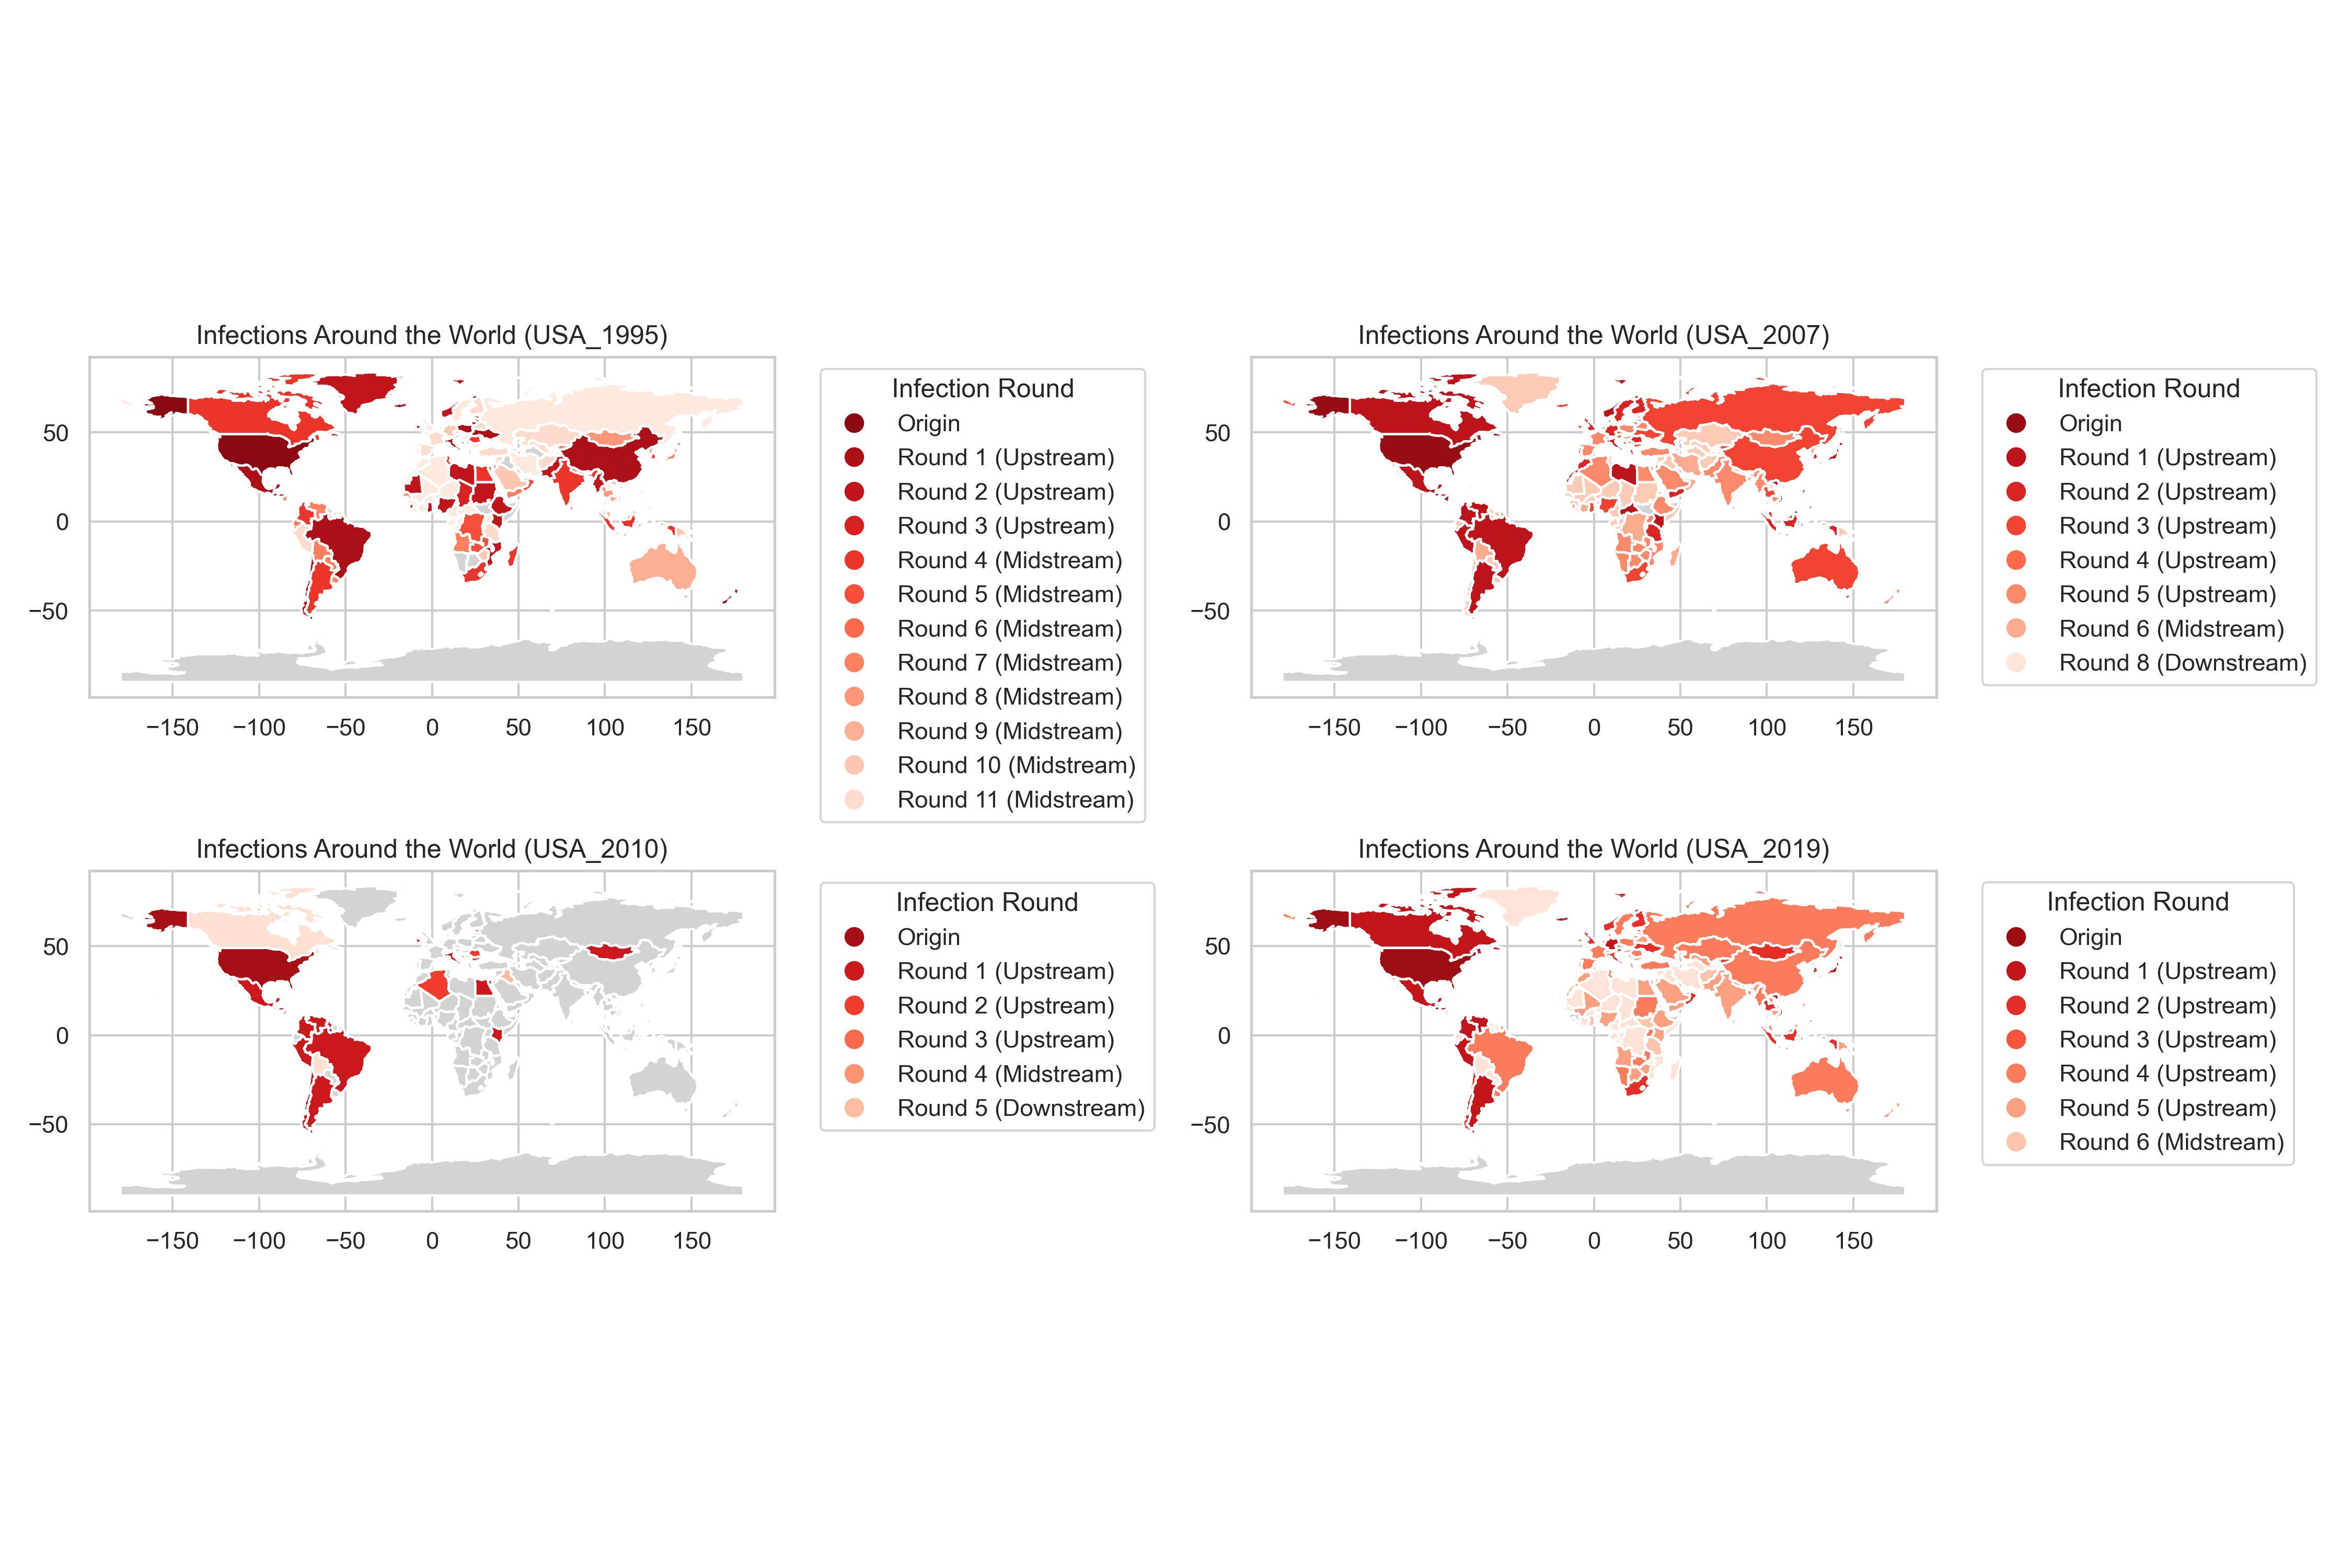 Infections Around the World (USA_1995)
50
0
−50
−150
−100
−50
0
50
100
150
Infection Round
Origin
Round 1 (Upstream)
Round 2 (Upstream)
Round 3 (Upstream)
Round 4 (Midstream)
Round 5 (Midstream)
Round 6 (Midstream)
Round 7 (Midstream)
Round 8 (Midstream)
Round 9 (Midstream)
Round 10 (Midstream)
Round 11 (Midstream)
Infections Around the World (USA_2007)
50
0
−50
−150
−100
−50
0
50
100
150
Infection Round
Origin
Round 1 (Upstream)
Round 2 (Upstream)
Round 3 (Upstream)
Round 4 (Upstream)
Round 5 (Upstream)
Round 6 (Midstream)
Round 8 (Downstream)
Infections Around the World (USA_2010)
50
0
−50
−150
−100
−50
0
50
100
150
Infection Round
Origin
Round 1 (Upstream)
Round 2 (Upstream)
Round 3 (Upstream)
Round 4 (Midstream)
Round 5 (Downstream)
Infections Around the World (USA_2019)
50
0
−50
−150
−100
−50
0
50
100
150
Infection Round
Origin
Round 1 (Upstream)
Round 2 (Upstream)
Round 3 (Upstream)
Round 4 (Upstream)
Round 5 (Upstream)
Round 6 (Midstream)